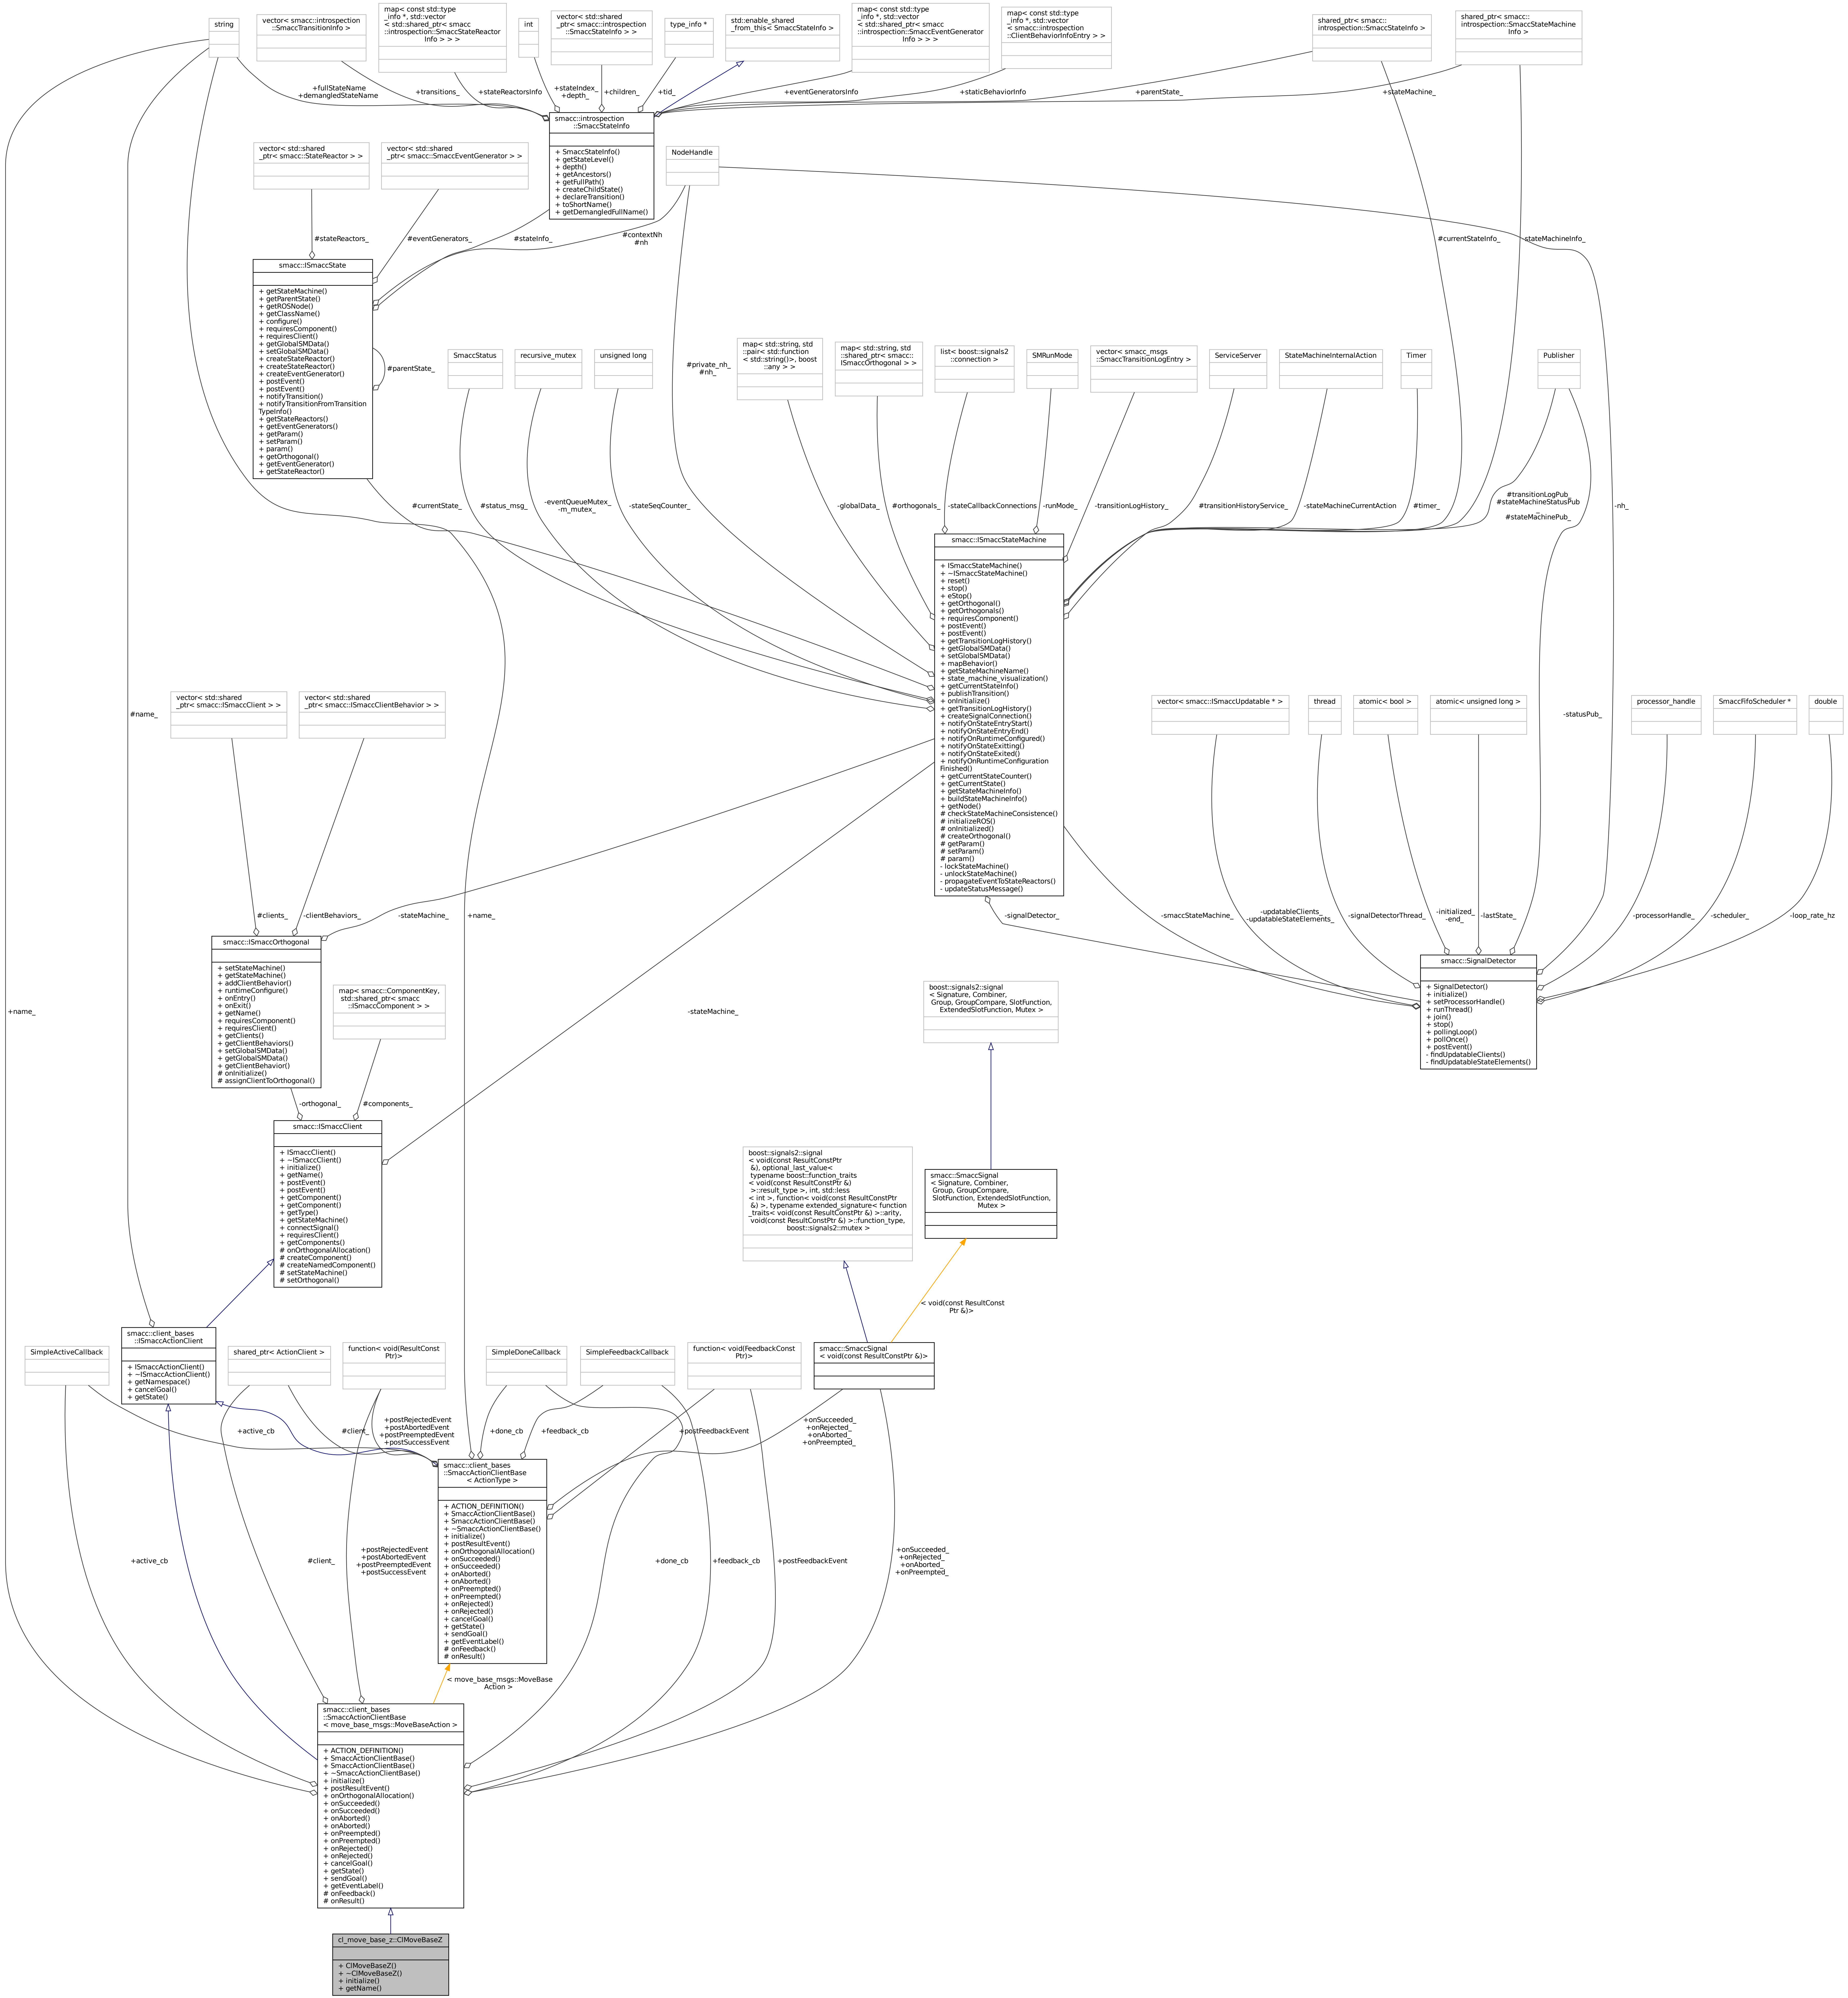 string
vector< smacc::introspection
::SmaccTransitionInfo >
map< const std::type
_info *, std::vector
< std::shared_ptr< smacc
::introspection::SmaccStateReactor
Info > > >
int
vector< std::shared
_ptr< smacc::introspection
::SmaccStateInfo > >
type_info *
std::enable_shared
_from_this< SmaccStateInfo >
map< const std::type
_info *, std::vector
< std::shared_ptr< smacc
::introspection::SmaccEventGenerator
Info > > >
map< const std::type
_info *, std::vector
< smacc::introspection
::ClientBehaviorInfoEntry > >
shared_ptr< smacc::
introspection::SmaccStateInfo >
shared_ptr< smacc::
introspection::SmaccStateMachine
Info >
+fullStateName
+demangledStateName
+transitions_
+stateReactorsInfo
+stateIndex_
+depth_
+children_
+tid_
+eventGeneratorsInfo
+staticBehaviorInfo
+parentState_
+stateMachine_
smacc::introspection
::SmaccStateInfo
+ SmaccStateInfo()
+ getStateLevel()
+ depth()
+ getAncestors()
+ getFullPath()
+ createChildState()
+ declareTransition()
+ toShortName()
+ getDemangledFullName()
vector< std::shared
_ptr< smacc::StateReactor > >
vector< std::shared
_ptr< smacc::SmaccEventGenerator > >
NodeHandle
#stateReactors_
#eventGenerators_
#stateInfo_
#contextNh
#nh
#currentStateInfo_
stateMachineInfo_
smacc::ISmaccState
+ getStateMachine()
+ getParentState()
+ getROSNode()
+ getClassName()
+ configure()
+ requiresComponent()
+ requiresClient()
+ getGlobalSMData()
+ setGlobalSMData()
+ createStateReactor()
+ createStateReactor()
+ createEventGenerator()
+ postEvent()
+ postEvent()
+ notifyTransition()
+ notifyTransitionFromTransition
TypeInfo()
+ getStateReactors()
+ getEventGenerators()
+ getParam()
+ setParam()
+ param()
+ getOrthogonal()
+ getEventGenerator()
+ getStateReactor()
#parentState_
SmaccStatus
recursive_mutex
unsigned long
#private_nh_
#nh_
map< std::string, std
::pair< std::function
< std::string()>, boost
::any > >
map< std::string, std
::shared_ptr< smacc::
ISmaccOrthogonal > >
list< boost::signals2
::connection >
SMRunMode
vector< smacc_msgs
::SmaccTransitionLogEntry >
ServiceServer
StateMachineInternalAction
Timer
Publisher
#currentState_
#status_msg_
-eventQueueMutex_
-m_mutex_
-stateSeqCounter_
-globalData_
#orthogonals_
-stateCallbackConnections
-runMode_
-transitionLogHistory_
#transitionHistoryService_
-stateMachineCurrentAction
#timer_
#transitionLogPub_
#stateMachineStatusPub
_
#stateMachinePub_
-nh_
smacc::ISmaccStateMachine
+ ISmaccStateMachine()
+ ~ISmaccStateMachine()
+ reset()
+ stop()
+ eStop()
+ getOrthogonal()
+ getOrthogonals()
+ requiresComponent()
+ postEvent()
+ postEvent()
+ getTransitionLogHistory()
+ getGlobalSMData()
+ setGlobalSMData()
+ mapBehavior()
+ getStateMachineName()
+ state_machine_visualization()
+ getCurrentStateInfo()
+ publishTransition()
+ onInitialize()
+ getTransitionLogHistory()
+ createSignalConnection()
+ notifyOnStateEntryStart()
+ notifyOnStateEntryEnd()
+ notifyOnRuntimeConfigured()
+ notifyOnStateExitting()
+ notifyOnStateExited()
+ notifyOnRuntimeConfiguration
Finished()
+ getCurrentStateCounter()
+ getCurrentState()
+ getStateMachineInfo()
+ buildStateMachineInfo()
+ getNode()
# checkStateMachineConsistence()
# initializeROS()
# onInitialized()
# createOrthogonal()
# getParam()
# setParam()
# param()
- lockStateMachine()
- unlockStateMachine()
- propagateEventToStateReactors()
- updateStatusMessage()
#name_
vector< std::shared
_ptr< smacc::ISmaccClient > >
vector< std::shared
_ptr< smacc::ISmaccClientBehavior > >
vector< smacc::ISmaccUpdatable * >
thread
atomic< bool >
atomic< unsigned long >
-statusPub_
processor_handle
SmaccFifoScheduler *
double
#clients_
-clientBehaviors_
-stateMachine_
+name_
-signalDetector_
-smaccStateMachine_
-updatableClients_
-updatableStateElements_
-signalDetectorThread_
-initialized_
-end_
-lastState_
-processorHandle_
-scheduler_
-loop_rate_hz
smacc::ISmaccOrthogonal
+ setStateMachine()
+ getStateMachine()
+ addClientBehavior()
+ runtimeConfigure()
+ onEntry()
+ onExit()
+ getName()
+ requiresComponent()
+ requiresClient()
+ getClients()
+ getClientBehaviors()
+ setGlobalSMData()
+ getGlobalSMData()
+ getClientBehavior()
# onInitialize()
# assignClientToOrthogonal()
smacc::SignalDetector
+ SignalDetector()
+ initialize()
+ setProcessorHandle()
+ runThread()
+ join()
+ stop()
+ pollingLoop()
+ pollOnce()
+ postEvent()
- findUpdatableClients()
- findUpdatableStateElements()
map< smacc::ComponentKey,
std::shared_ptr< smacc
::ISmaccComponent > >
boost::signals2::signal
< Signature, Combiner,
Group, GroupCompare, SlotFunction,
ExtendedSlotFunction, Mutex >
+name_
-stateMachine_
-orthogonal_
#components_
smacc::ISmaccClient
+ ISmaccClient()
+ ~ISmaccClient()
+ initialize()
+ getName()
+ postEvent()
+ postEvent()
+ getComponent()
+ getComponent()
+ getType()
+ getStateMachine()
+ connectSignal()
+ requiresClient()
+ getComponents()
# onOrthogonalAllocation()
# createComponent()
# createNamedComponent()
# setStateMachine()
# setOrthogonal()
boost::signals2::signal
< void(const ResultConstPtr
&), optional_last_value<
typename boost::function_traits
< void(const ResultConstPtr &)
>::result_type >, int, std::less
< int >, function< void(const ResultConstPtr
&) >, typename extended_signature< function
_traits< void(const ResultConstPtr &) >::arity,
void(const ResultConstPtr &) >::function_type,
boost::signals2::mutex >
smacc::SmaccSignal
< Signature, Combiner,
Group, GroupCompare,
SlotFunction, ExtendedSlotFunction,
Mutex >
< void(const ResultConst
Ptr &)>
smacc::client_bases
::ISmaccActionClient
+ ISmaccActionClient()
+ ~ISmaccActionClient()
+ getNamespace()
+ cancelGoal()
+ getState()
SimpleActiveCallback
shared_ptr< ActionClient >
function< void(ResultConst
Ptr)>
SimpleDoneCallback
SimpleFeedbackCallback
function< void(FeedbackConst
Ptr)>
smacc::SmaccSignal
< void(const ResultConstPtr &)>
+active_cb
#client_
+postRejectedEvent
+postAbortedEvent
+postPreemptedEvent
+postSuccessEvent
+done_cb
+feedback_cb
+postFeedbackEvent
+onSucceeded_
+onRejected_
+onAborted_
+onPreempted_
smacc::client_bases
::SmaccActionClientBase
< ActionType >
+ ACTION_DEFINITION()
+ SmaccActionClientBase()
+ SmaccActionClientBase()
+ ~SmaccActionClientBase()
+ initialize()
+ postResultEvent()
+ onOrthogonalAllocation()
+ onSucceeded()
+ onSucceeded()
+ onAborted()
+ onAborted()
+ onPreempted()
+ onPreempted()
+ onRejected()
+ onRejected()
+ cancelGoal()
+ getState()
+ sendGoal()
+ getEventLabel()
# onFeedback()
# onResult()
+active_cb
#client_
+postRejectedEvent
+postAbortedEvent
+postPreemptedEvent
+postSuccessEvent
+done_cb
+feedback_cb
+postFeedbackEvent
+onSucceeded_
+onRejected_
+onAborted_
+onPreempted_
< move_base_msgs::MoveBase
Action >
smacc::client_bases
::SmaccActionClientBase
< move_base_msgs::MoveBaseAction >
+ ACTION_DEFINITION()
+ SmaccActionClientBase()
+ SmaccActionClientBase()
+ ~SmaccActionClientBase()
+ initialize()
+ postResultEvent()
+ onOrthogonalAllocation()
+ onSucceeded()
+ onSucceeded()
+ onAborted()
+ onAborted()
+ onPreempted()
+ onPreempted()
+ onRejected()
+ onRejected()
+ cancelGoal()
+ getState()
+ sendGoal()
+ getEventLabel()
# onFeedback()
# onResult()
cl_move_base_z::ClMoveBaseZ
+ ClMoveBaseZ()
+ ~ClMoveBaseZ()
+ initialize()
+ getName()